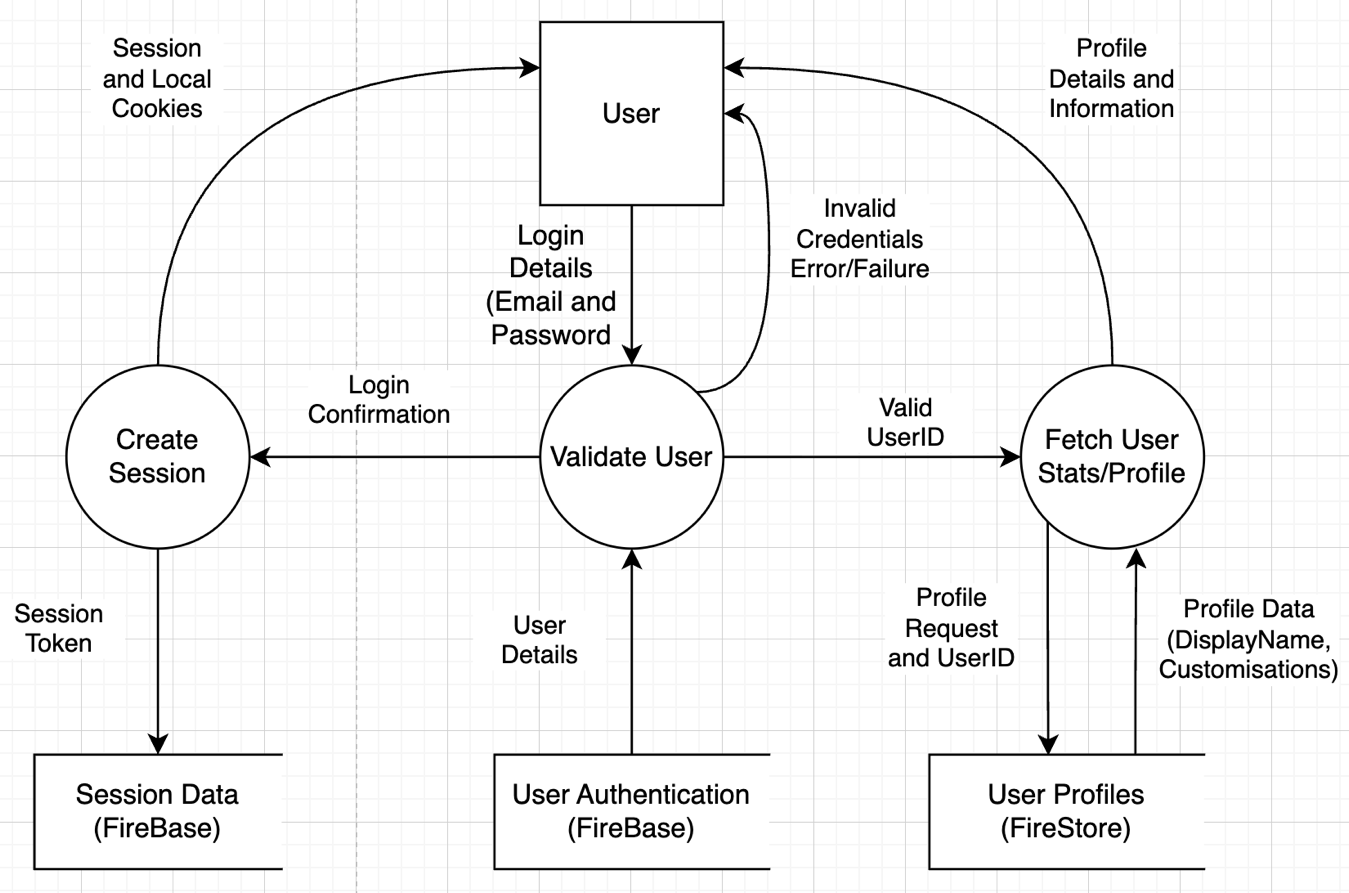 Session
and Local
Cookies
User
Profile
Details and
Information
Login
Details
(Email and
Password
Invalid
Credentials
Error/Failure
Create
Session
Login
Confirmation
Validate User
Valid
UserID
Fetch User
Stats/Profile
Session
Token
User
Details
Profile
Request
and UserID
Profile Data
(DisplayName,
Customisations)
Session Data
(FireBase)
User Authentication
(FireBase)
User Profiles
(FireStore)